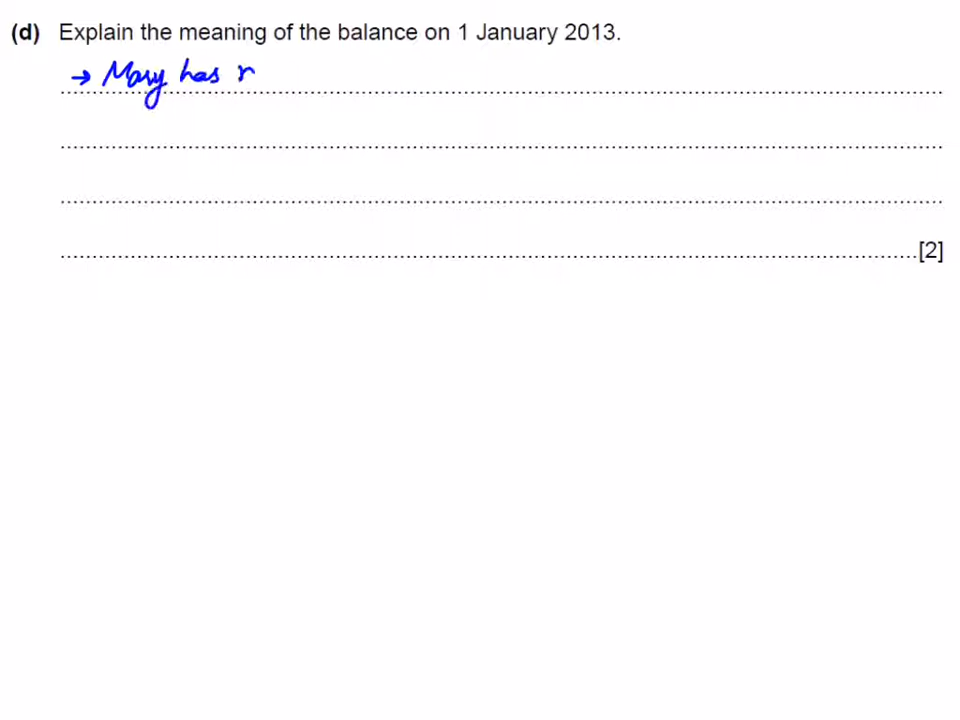 (d) Explain the meaning of the balance on 1 January 2013.
→ Mary has r
[2]